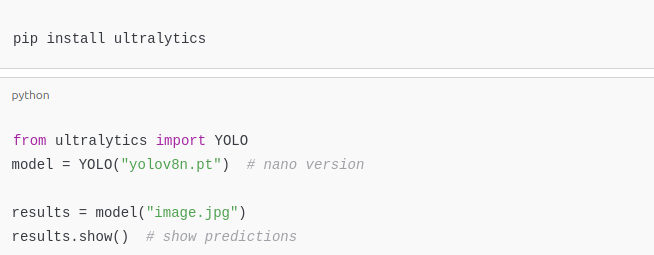 pip install ultralytics
python
from ultralytics import YOLO
model = YOLO("yolov8n.pt")  # nano version
results = model("image.jpg")
results.show()  # show predictions